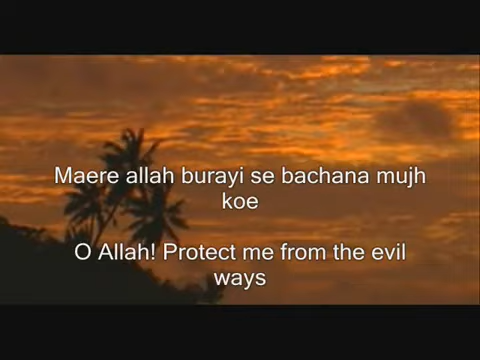 Maere allah burayi se bachana mujh
koe
O Allah! Protect me from the evil
ways